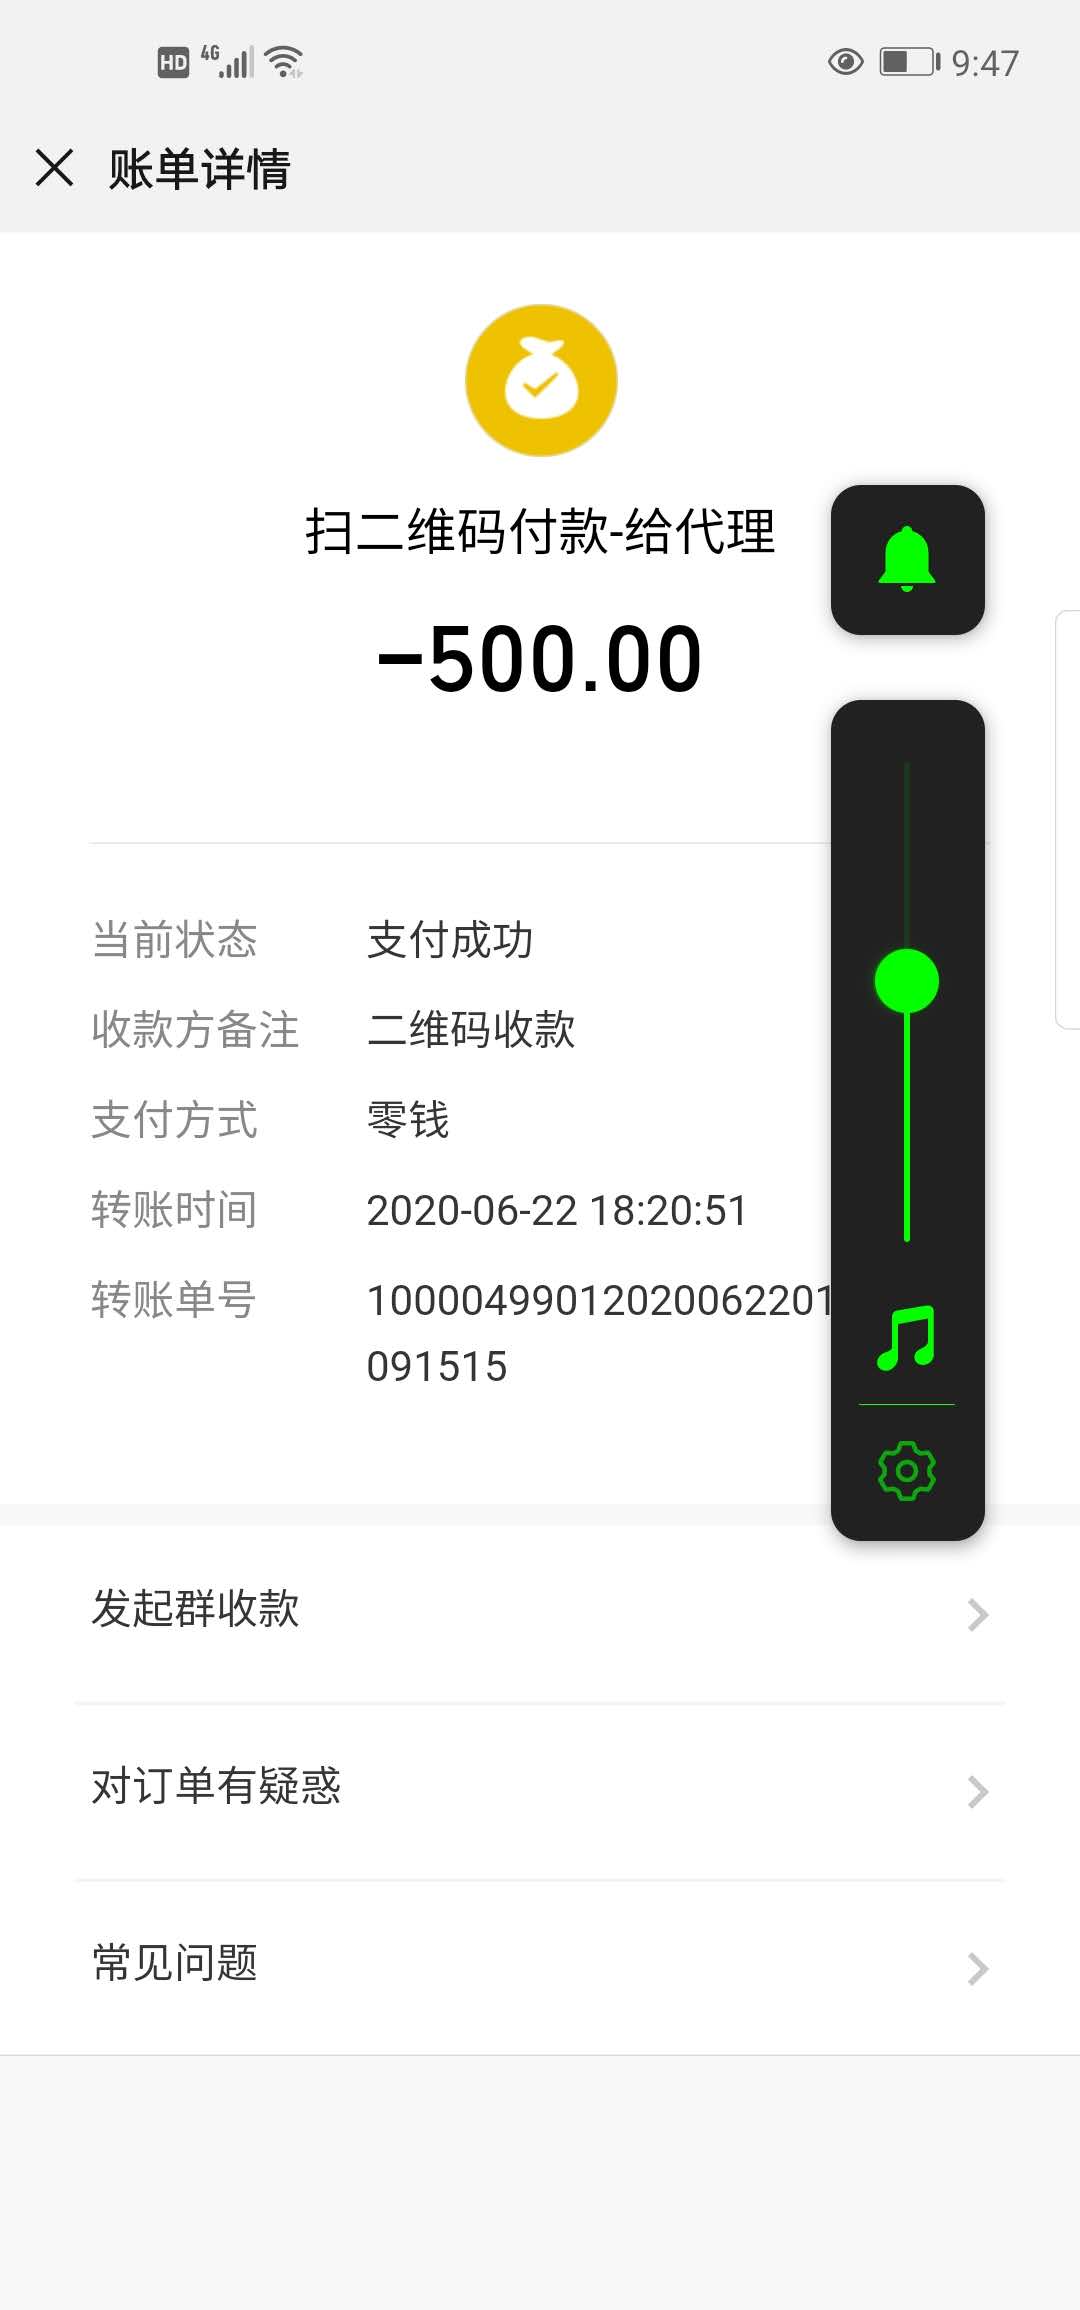 HD 4G 9:47
账单详情
扫二维码付款-给代理
-500.00
当前状态 支付成功
收款方备注 二维码收款
支付方式 零钱
转账时间 2020-06-22 18:20:51
转账单号 10000499012020062201
091515
发起群收款
对订单有疑惑
常见问题